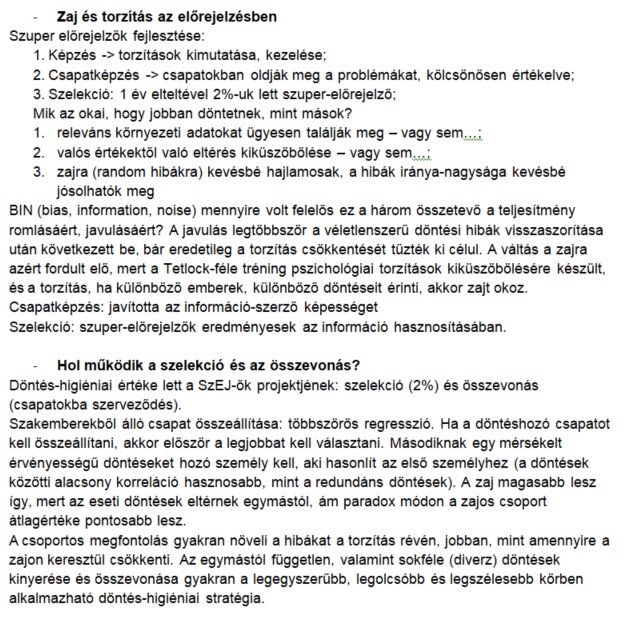 - Zaj és torzítás az előrejelzésben
Szuper előrejelzők fejlesztése:
1. Képzés -> torzítások kimutatása, kezelése;
2. Csapatképzés -> csapatokban oldják meg a problémákat, kölcsönösen értékelve;
3. Szelekció: 1 év elteltével 2%-uk lett szuper-előrejelző;
Mik az okai, hogy jobban döntetnek, mint mások?
1. releváns környezeti adatokat ügyesen találják meg – vagy sem…;
2. valós értékektől való eltérés kiküszöbölése – vagy sem…;
3. zajra (random hibákra) kevésbé hajlamosak, a hibák iránya-nagysága kevésbé
jósolhatók meg
BIN (bias, information, noise) mennyire volt felelős ez a három összetevő a teljesítmény
romlásáért, javulásáért? A javulás legtöbbször a véletlenszerű döntési hibák visszaszorítása
után következett be, bár eredetileg a torzítás csökkentését tűzték ki célul. A váltás a zajra
azért fordult elő, mert a Tetlock-féle tréning pszichológiai torzítások kiküszöbölésére készült,
és a torzítás, ha különböző emberek, különböző döntéseit érinti, akkor zajt okoz.
Csapatképzés: javította az információ-szerző képességet
Szelekció: szuper-előrejelzők eredményesek az információ hasznosításában.
- Hol működik a szelekció és az összevonás?
Döntés-higiéniai értéke lett a SzEJ-ők projektjének: szelekció (2%) és összevonás
(csapatokba szerveződés).
Szakemberekből álló csapat összeállítása: többszörös regresszió. Ha a döntéshozó csapatot
kell összeállítani, akkor először a legjobbat kell választani. Másodiknak egy mérsékelt
érvényességű döntéseket hozó személy kell, aki hasonlít az első személyhez (a döntések
közötti alacsony korreláció hasznosabb, mint a redundáns döntések). A zaj magasabb lesz
így, mert az eseti döntések eltérnek egymástól, ám paradox módon a zajos csoport
átlagértéke pontosabb lesz.
A csoportos megfontolás gyakran növeli a hibákat a torzítás révén, jobban, mint amennyire a
zajon keresztül csökkenti. Az egymástól független, valamint sokféle (diverz) döntések
kinyerése és összevonása gyakran a legegyszerűbb, legolcsóbb és legszélesebb körben
alkalmazható döntés-higiéniai stratégia.